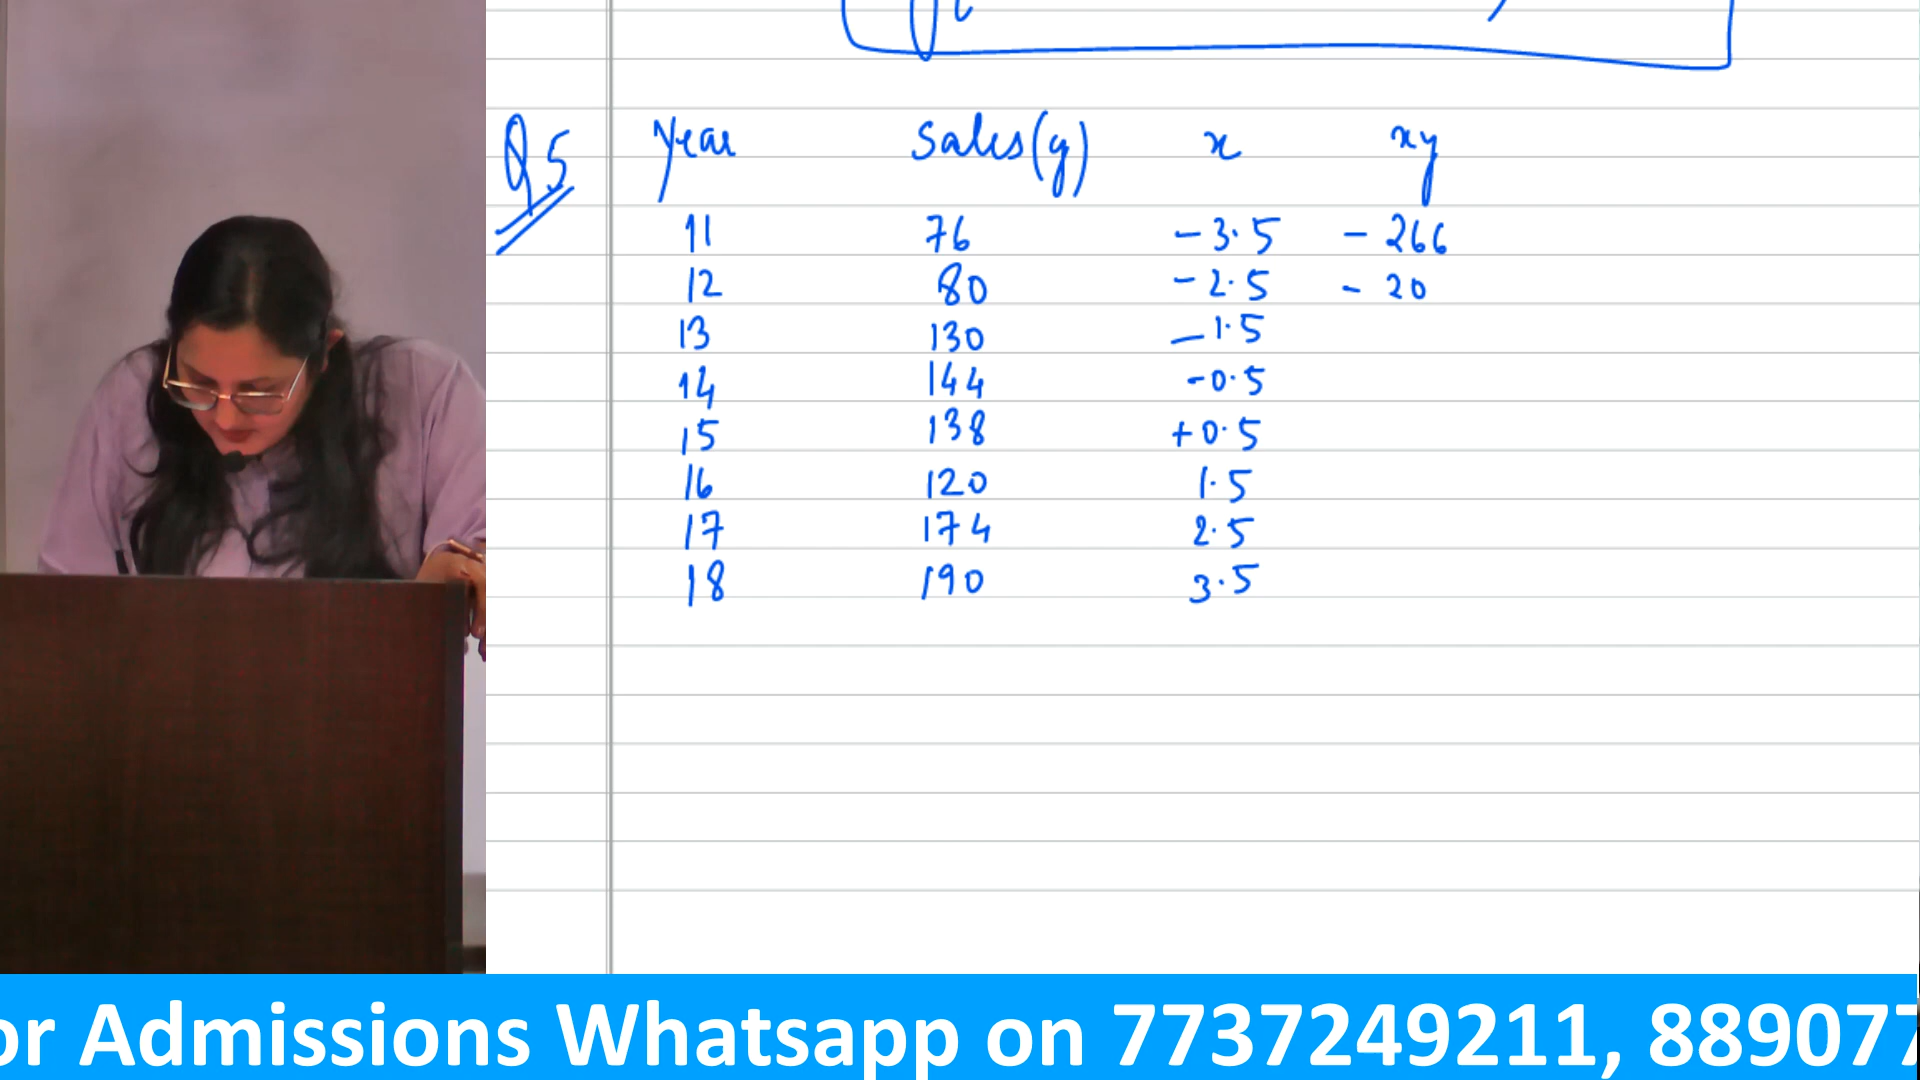 Q5 Year Sales(y) x xy
11 76 -3.5 -266
12 80 -2.5 - 20
13 130 -1.5
14 144 -0.5
15 138 +0.5
16 120 1.5
17 174 2.5
18 190 3.5
or Admissions Whatsapp on 7737249211, 889077